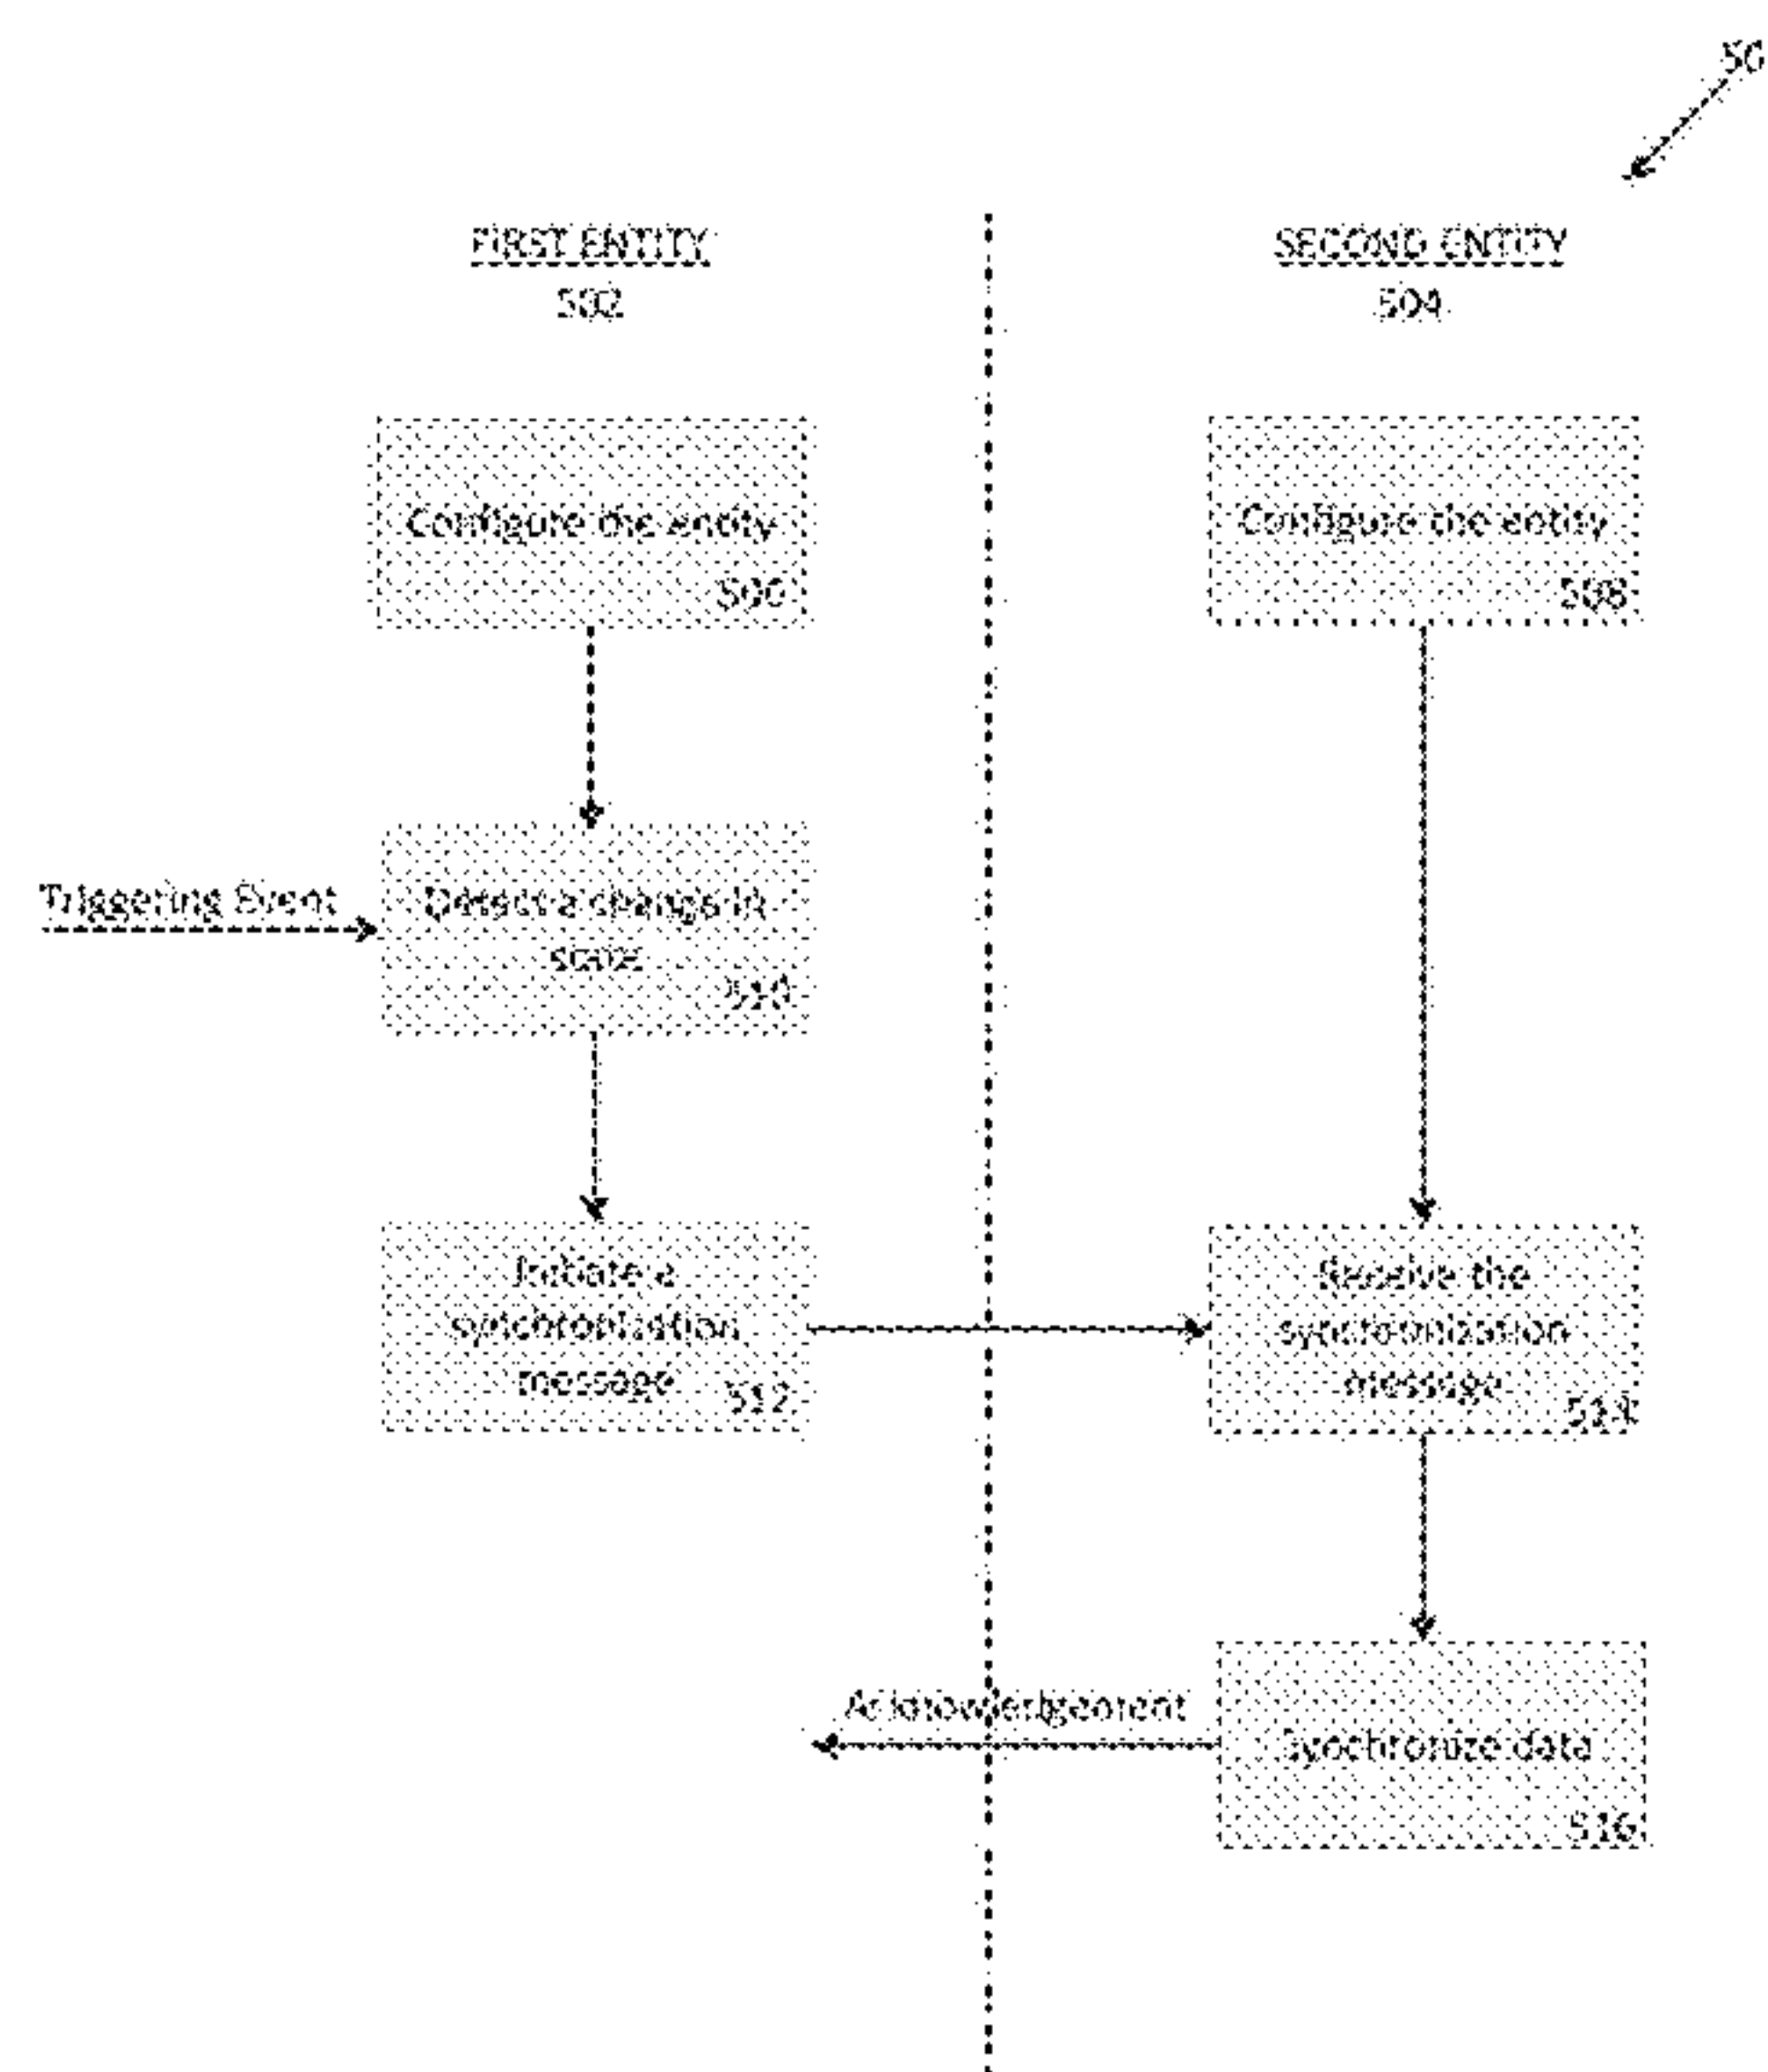 50
FIRST ENTITY
502
SECOND ENTITY
504
Configure the entity
506
Configure the entity
508
Triggering Event
Detect a change in
state
510
Initiate a
synchronization
message
512
Receive the
synchronization
message
514
Acknowledgement
Synchronize data
516